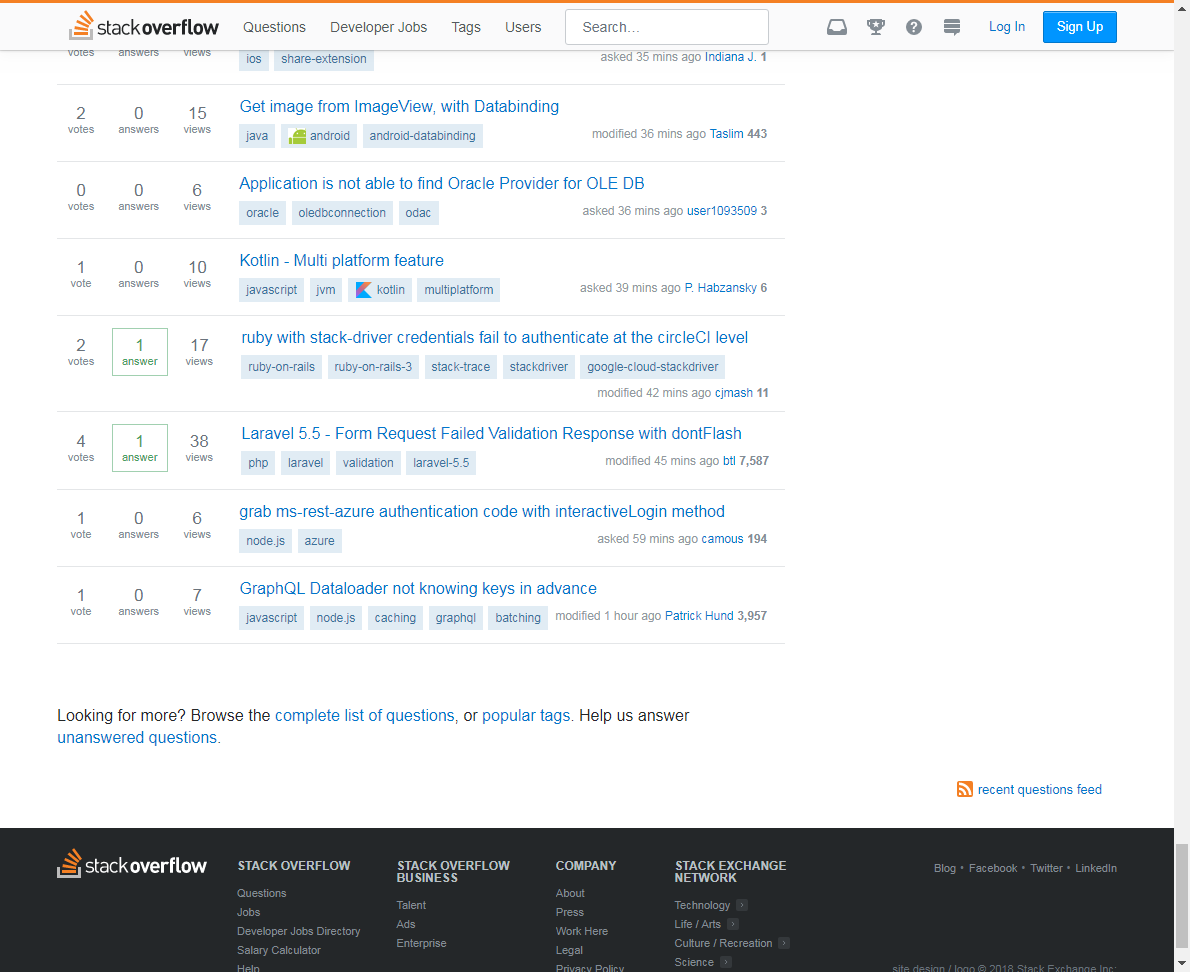 stackoverflow Questions Developer Jobs Tags Users Search... Log In Sign Up
votes answers views ios share-extension asked 35 mins ago Indiana J. 1
2 votes 0 answers 15 views
Get image from ImageView, with Databinding
java android android-databinding modified 36 mins ago Taslim 443
0 votes 0 answers 6 views
Application is not able to find Oracle Provider for OLE DB
oracle oledbconnection odac asked 36 mins ago user1093509 3
1 vote 0 answers 10 views
Kotlin - Multi platform feature
javascript jvm kotlin multiplatform asked 39 mins ago P. Habzansky 6
2 votes 1 answer 17 views
ruby with stack-driver credentials fail to authenticate at the circleCI level
ruby-on-rails ruby-on-rails-3 stack-trace stackdriver google-cloud-stackdriver
modified 42 mins ago cjmash 11
4 votes 1 answer 38 views
Laravel 5.5 - Form Request Failed Validation Response with dontFlash
php laravel validation laravel-5.5 modified 45 mins ago btl 7,587
1 vote 0 answers 6 views
grab ms-rest-azure authentication code with interactiveLogin method
node.js azure asked 59 mins ago camous 194
1 vote 0 answers 7 views
GraphQL Dataloader not knowing keys in advance
javascript node.js caching graphql batching modified 1 hour ago Patrick Hund 3,957
Looking for more? Browse the complete list of questions, or popular tags. Help us answer
unanswered questions.
recent questions feed
stackoverflow
STACK OVERFLOW
Questions
Jobs
Developer Jobs Directory
Salary Calculator
Help
STACK OVERFLOW
BUSINESS
Talent
Ads
Enterprise
COMPANY
About
Press
Work Here
Legal
Privacy Policy
STACK EXCHANGE
NETWORK
Technology
Life / Arts
Culture / Recreation
Science
Blog • Facebook • Twitter • LinkedIn
site design / logo © 2018 Stack Exchange Inc;